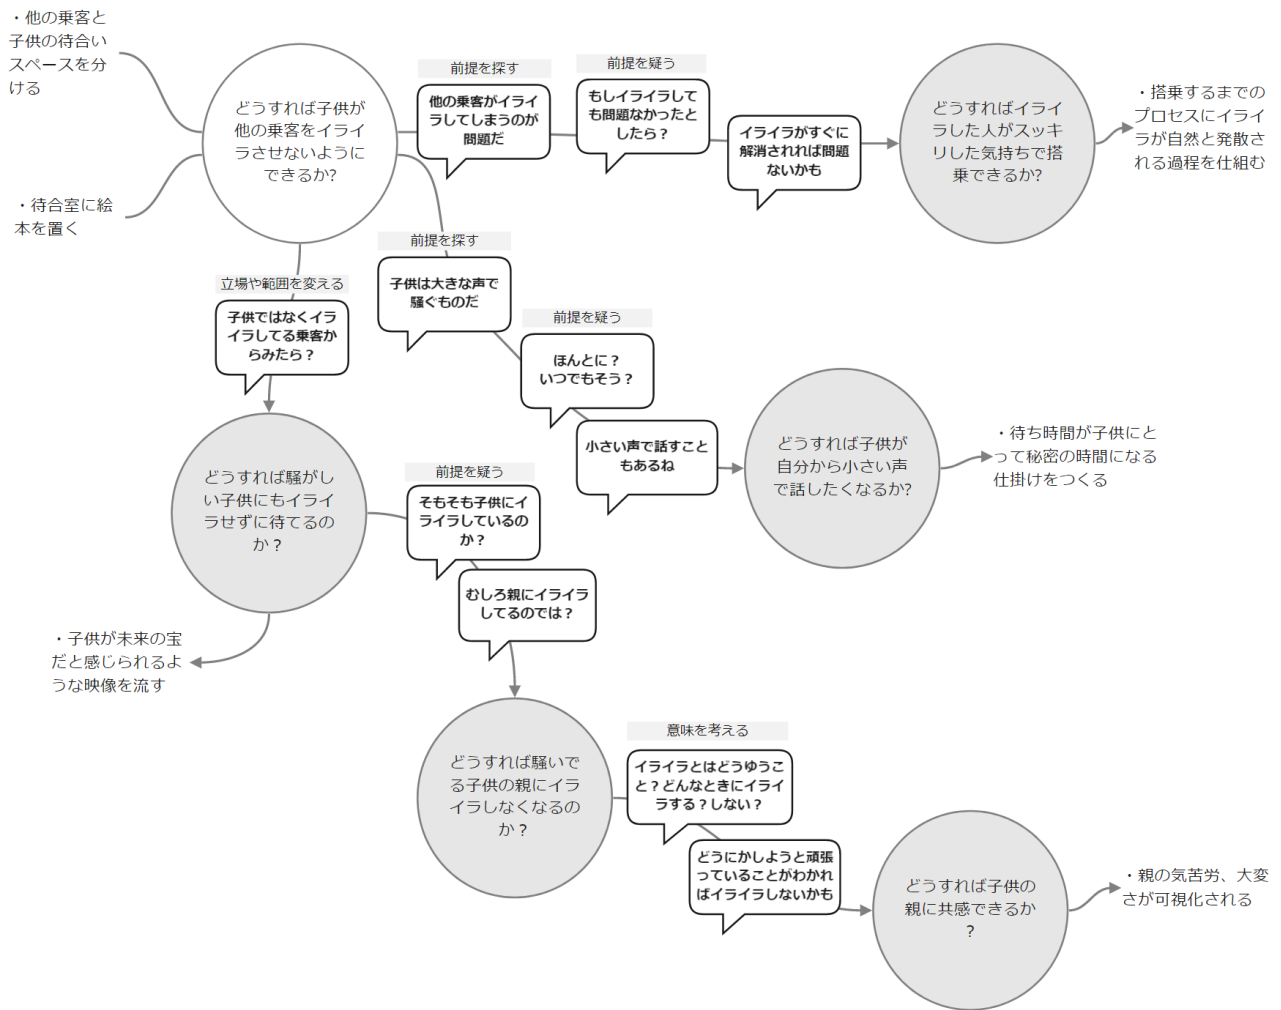 ・他の乗客と
子供の待合い
スペースを分
ける
・待合室に絵
本を置く
どうすれば子供が
他の乗客をイライ
ラさせないように
できるか?
前提を探す
他の乗客がイライ
ラしてしまうのが
問題だ
前提を疑う
もしイライラして
も問題なかったと
したら？
イライラがすぐに
解消されれば問題
ないかも
どうすればイライ
ラした人がスッキ
リした気持ちで搭
乗できるか?
・搭乗するまでの
プロセスにイライ
ラが自然と発散さ
れる過程を仕組む
前提を探す
子供は大きな声で
騒ぐものだ
前提を疑う
ほんとに？
いつでもそう？
小さい声で話すこと
もあるね
どうすれば子供が
自分から小さい声
で話したくなるか?
・待ち時間が子供にと
って秘密の時間になる
仕掛けをつくる
立場や範囲を変える
子供ではなくイラ
イラしてる乗客か
らみたら？
どうすれば騒がし
い子供にもイライ
ラせずに待てるの
か？
・子供が未来の宝
だと感じられるよ
うな映像を流す
前提を疑う
そもそも子供にイ
ライラしているの
か？
むしろ親にイライラ
してるのでは？
どうすれば騒いで
る子供の親にイラ
イラしなくなるの
か？
意味を考える
イライラとはどうゆうこ
と？どんなときにイライ
ラする？しない？
どうにかしようと頑張
っていることがわかれ
ばイライラしないかも
どうすれば子供の
親に共感できるか
？
・親の気苦労、大変
さが可視化される